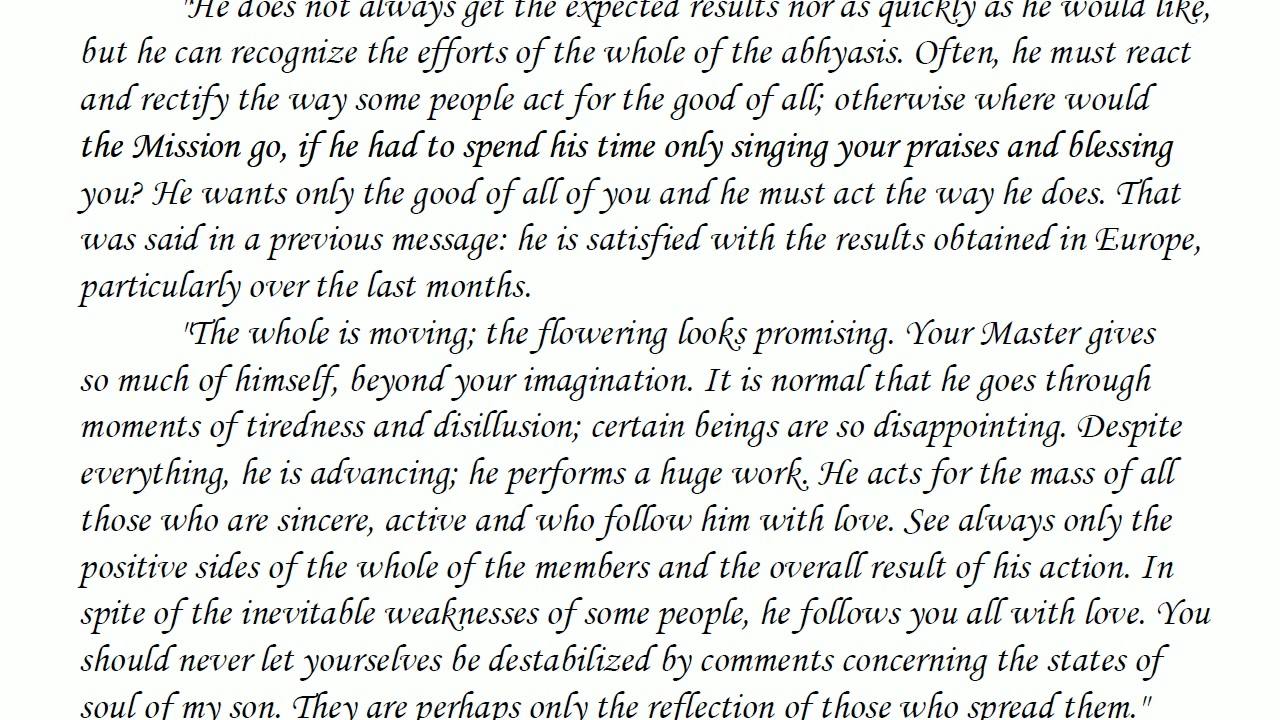 "He does not always get the expected results nor as quickly as he would like,
but he can recognize the efforts of the whole of the abhyasis. Often, he must react
and rectify the way some people act for the good of all; otherwise where would
the Mission go, if he had to spend his time only singing your praises and blessing
you? He wants only the good of all of you and he must act the way he does. That
was said in a previous message: he is satisfied with the results obtained in Europe,
particularly over the last months.
"The whole is moving; the flowering looks promising. Your Master gives
so much of himself, beyond your imagination. It is normal that he goes through
moments of tiredness and disillusion; certain beings are so disappointing. Despite
everything, he is advancing; he performs a huge work. He acts for the mass of all
those who are sincere, active and who follow him with love. See always only the
positive sides of the whole of the members and the overall result of his action. In
spite of the inevitable weaknesses of some people, he follows you all with love. You
should never let yourselves be destabilized by comments concerning the states of
soul of my son. They are perhaps only the reflection of those who spread them."